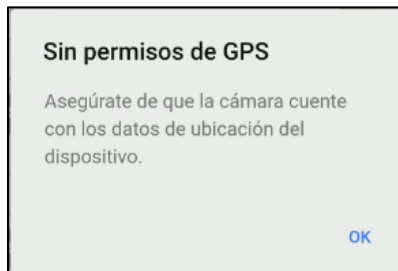 Sin permisos de GPS
Asegúrate de que la cámara cuente
con los datos de ubicación del
dispositivo.
OK